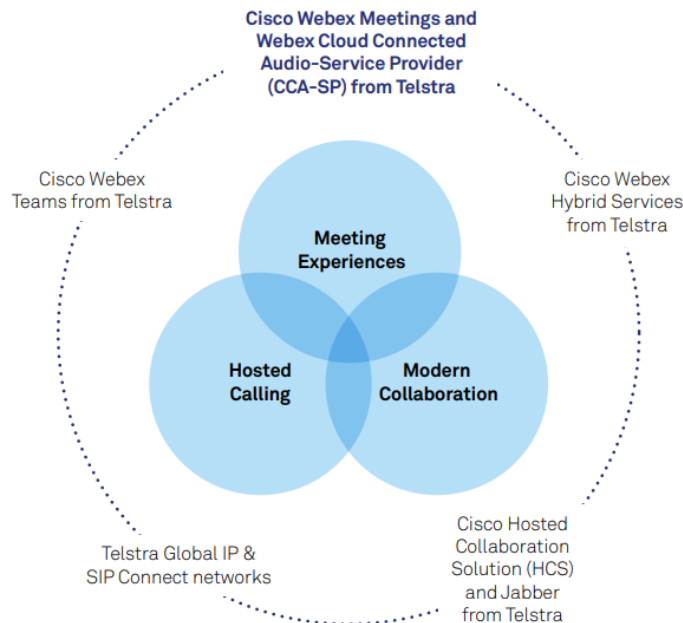 Cisco Webex Meetings and
Webex Cloud Connected
Audio-Service Provider
(CCA-SP) from Telstra
Cisco Webex
Teams from Telstra
Cisco Webex
Hybrid Services
from Telstra
Meeting
Experiences
Hosted
Calling
Modern
Collaboration
Telstra Global IP &
SIP Connect networks
Cisco Hosted
Collaboration
Solution (HCS)
and Jabber
from Telstra